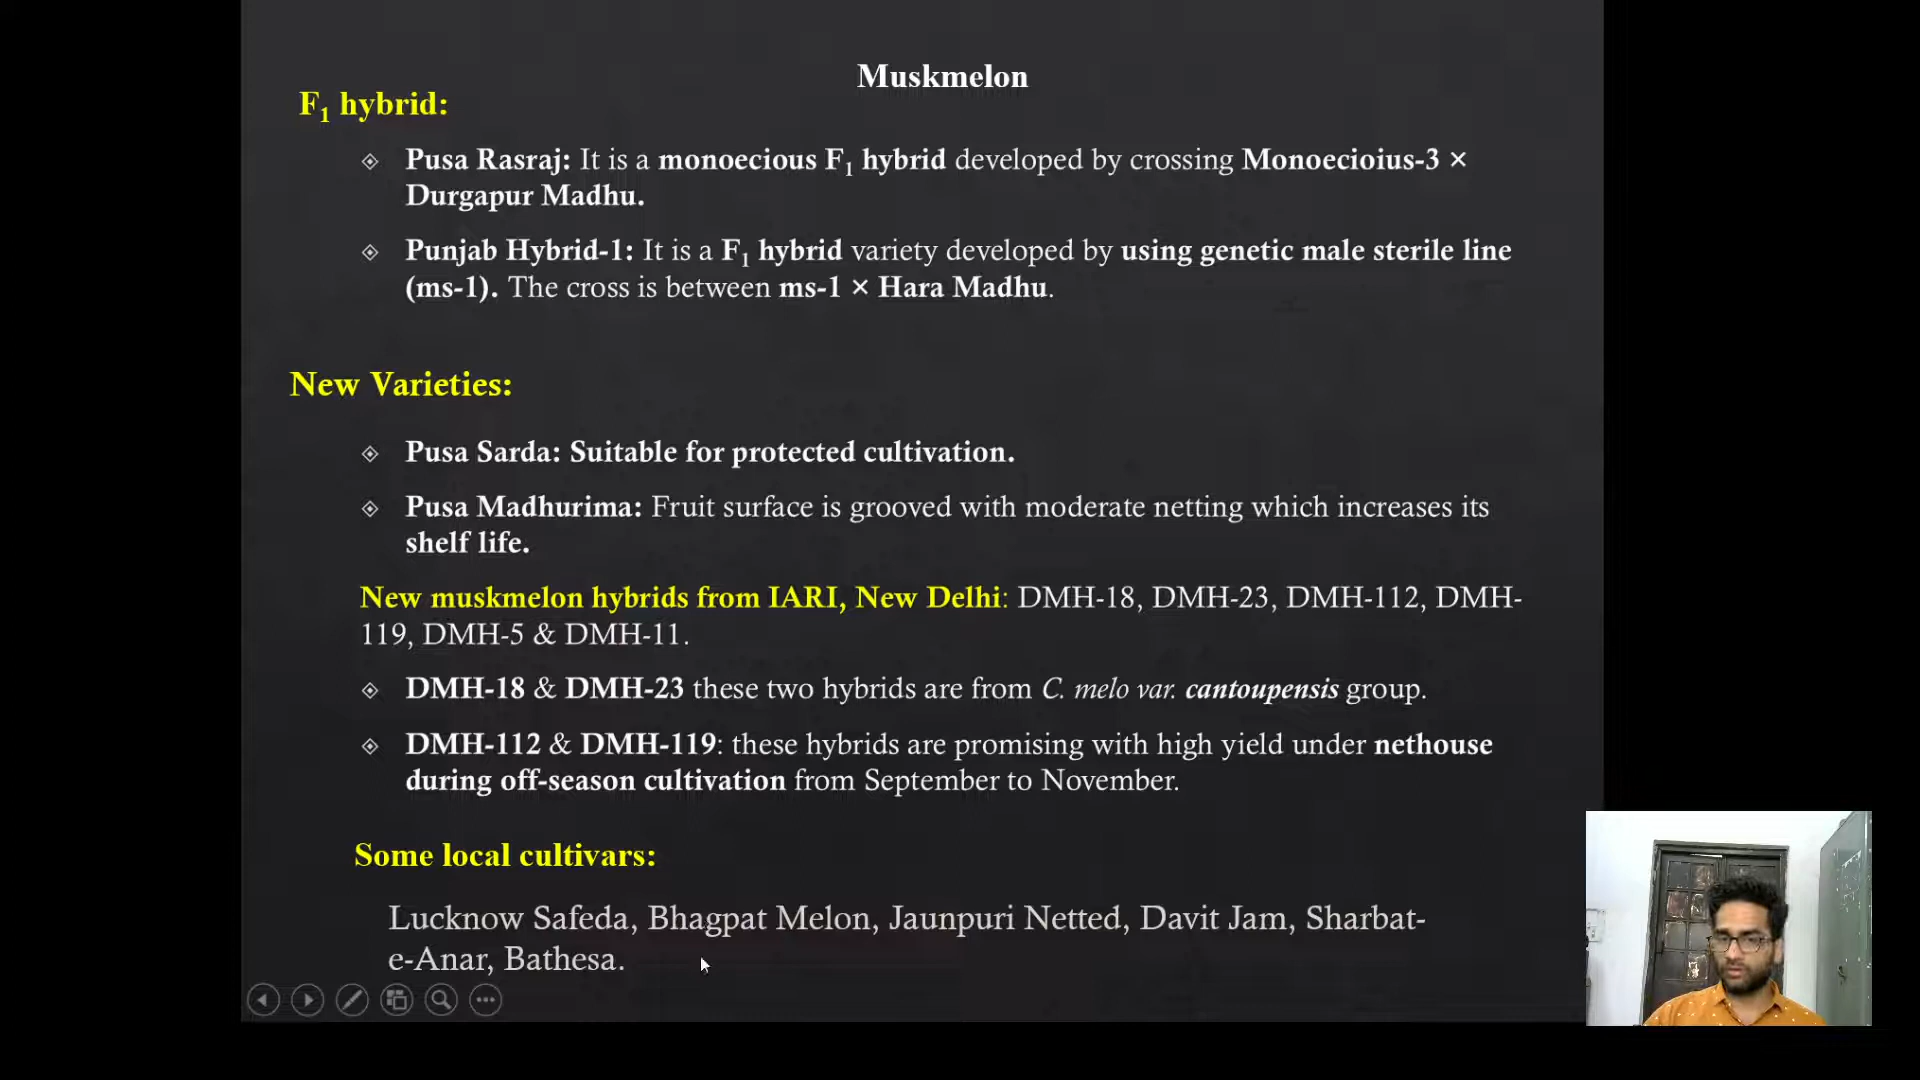 Muskmelon
F1 hybrid:
Pusa Rasraj: It is a monoecious F1 hybrid developed by crossing Monoecioius-3 ×
Durgapur Madhu.
Punjab Hybrid-1: It is a F1 hybrid variety developed by using genetic male sterile line
(ms-1). The cross is between ms-1 × Hara Madhu.
New Varieties:
Pusa Sarda: Suitable for protected cultivation.
Pusa Madhurima: Fruit surface is grooved with moderate netting which increases its
shelf life.
New muskmelon hybrids from IARI, New Delhi: DMH-18, DMH-23, DMH-112, DMH-
119, DMH-5 & DMH-11.
DMH-18 & DMH-23 these two hybrids are from C. melo var. cantoupensis group.
DMH-112 & DMH-119: these hybrids are promising with high yield under nethouse
during off-season cultivation from September to November.
Some local cultivars:
Lucknow Safeda, Bhagpat Melon, Jaunpuri Netted, Davit Jam, Sharbat-
e-Anar, Bathesa.